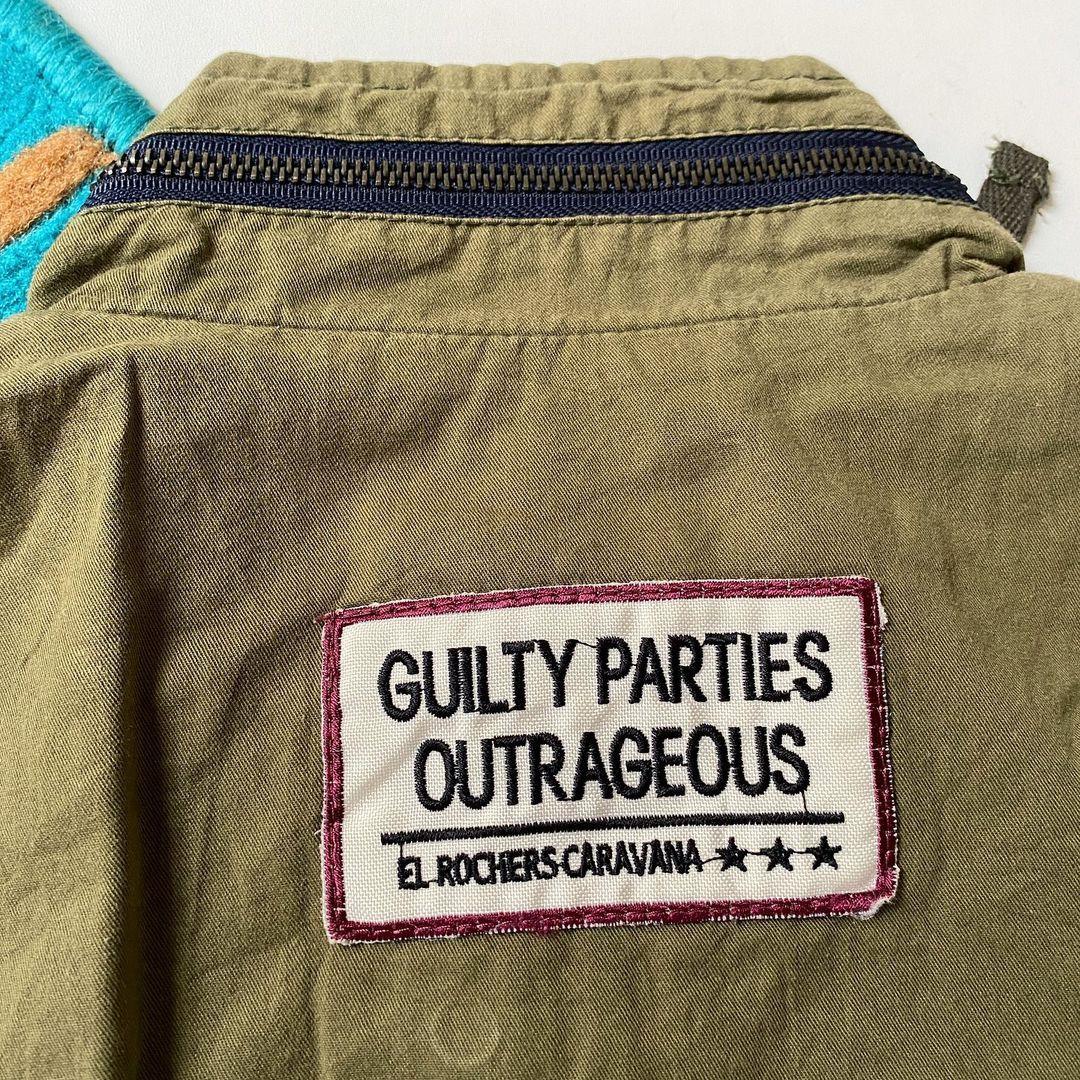 GUILTY PARTIES
OUTRAGEOUS
EL ROCHERS CARAVANA ★★★